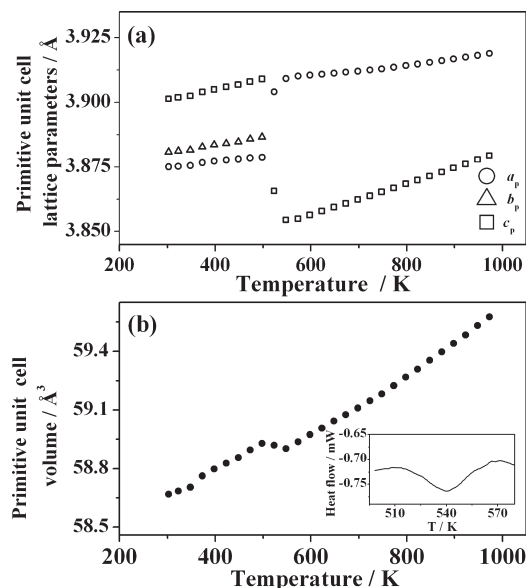 (a)
Primitive unit cell
lattice parameters / Å
3.925
3.900
3.875
3.850
a_p
b_p
c_p
200 400 600 800 1000
Temperature / K
(b)
Primitive unit cell
volume / Å³
59.4
59.1
58.8
58.5
Heat flow / mW
-0.65
-0.70
-0.75
510 540 570
T / K
200 400 600 800 1000
Temperature / K